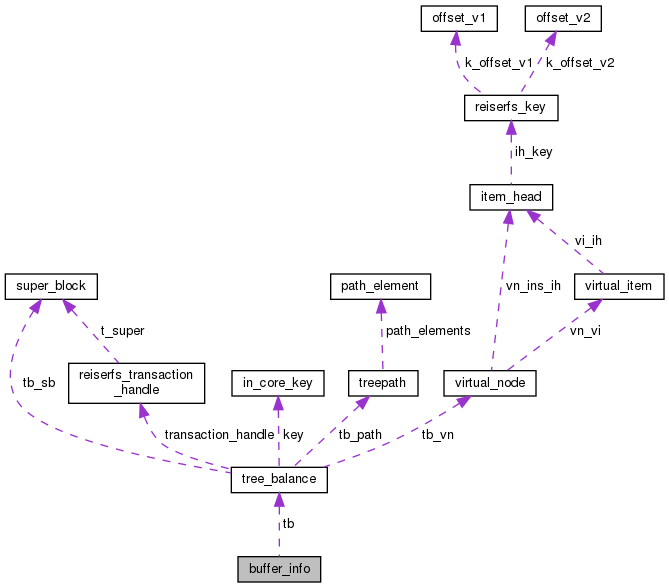 offset_v1
offset_v2
k_offset_v1
k_offset_v2
reiserfs_key
ih_key
item_head
vi_ih
super_block
path_element
vn_ins_ih
virtual_item
t_super
path_elements
vn_vi
tb_sb
reiserfs_transaction
_handle
in_core_key
treepath
virtual_node
transaction_handle
key
tb_path
tb_vn
tree_balance
tb
buffer_info